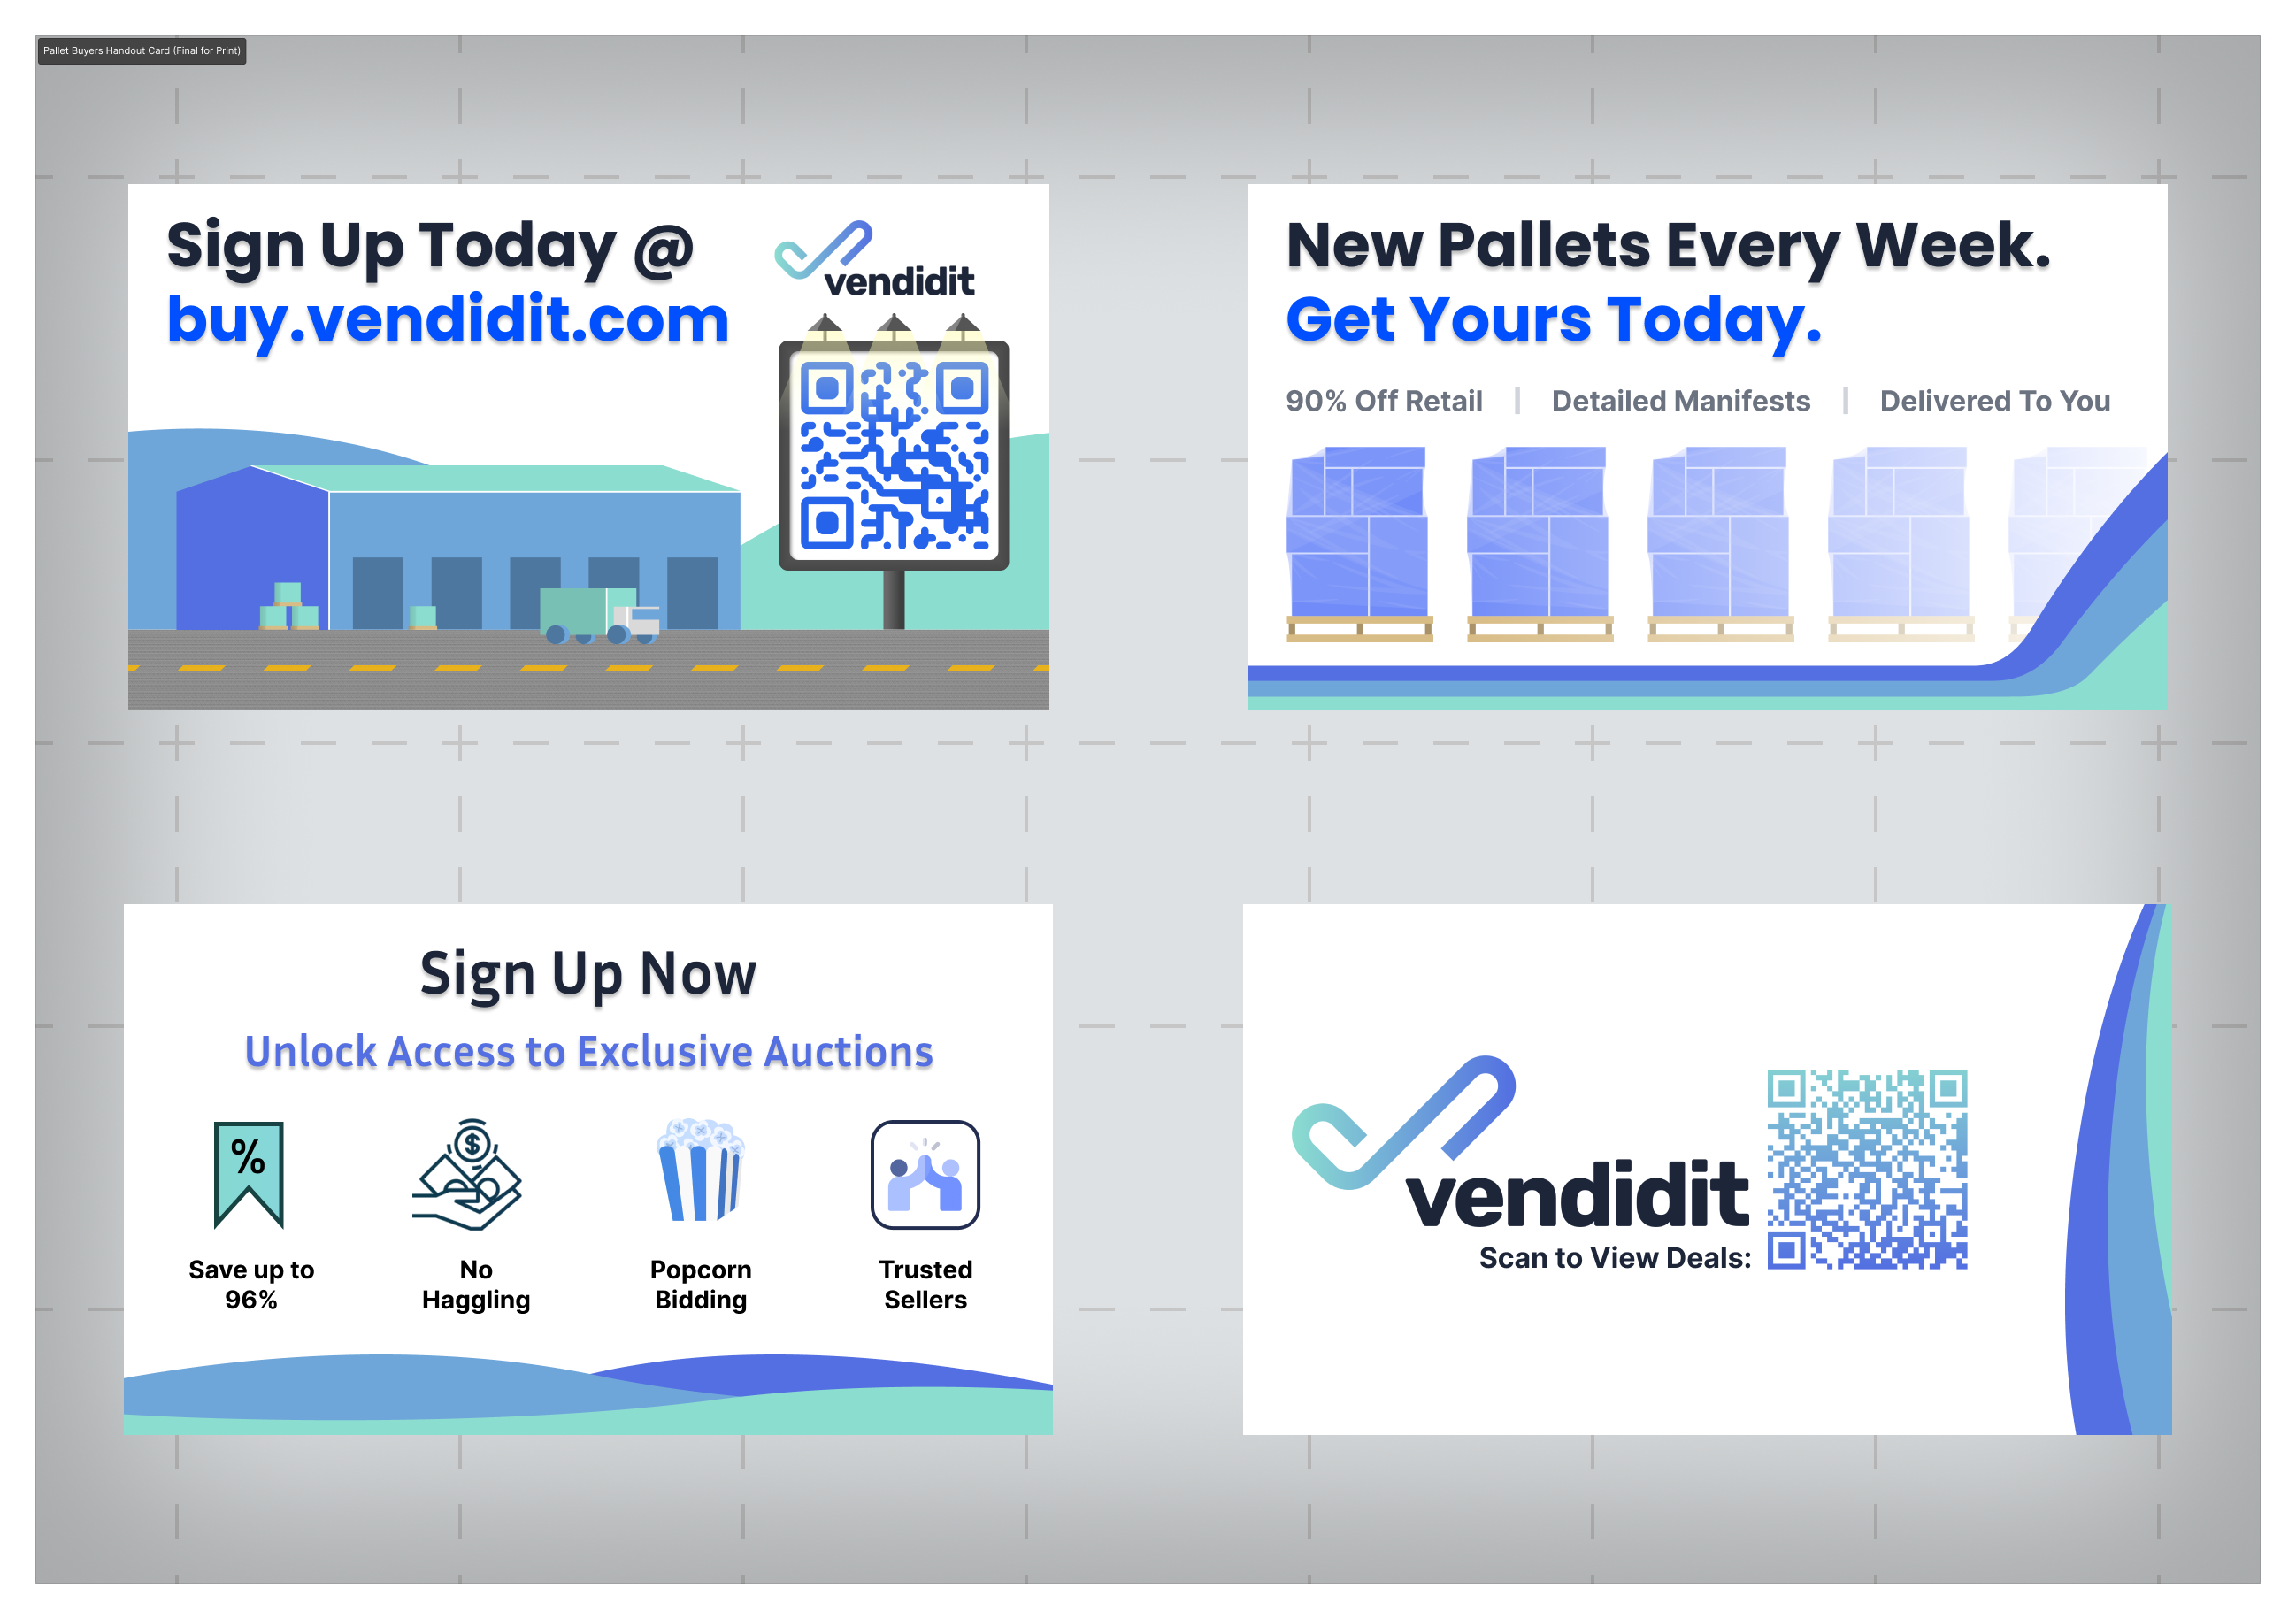 Pallet Buyers Handout Card (Final for Print)
Sign Up Today @
buy.vendidit.com
vendidit
New Pallets Every Week.
Get Yours Today.
90% Off Retail | Detailed Manifests | Delivered To You
Sign Up Now
Unlock Access to Exclusive Auctions
%
$
Save up to
96%
No
Haggling
Popcorn
Bidding
Trusted
Sellers
vendidit
Scan to View Deals: